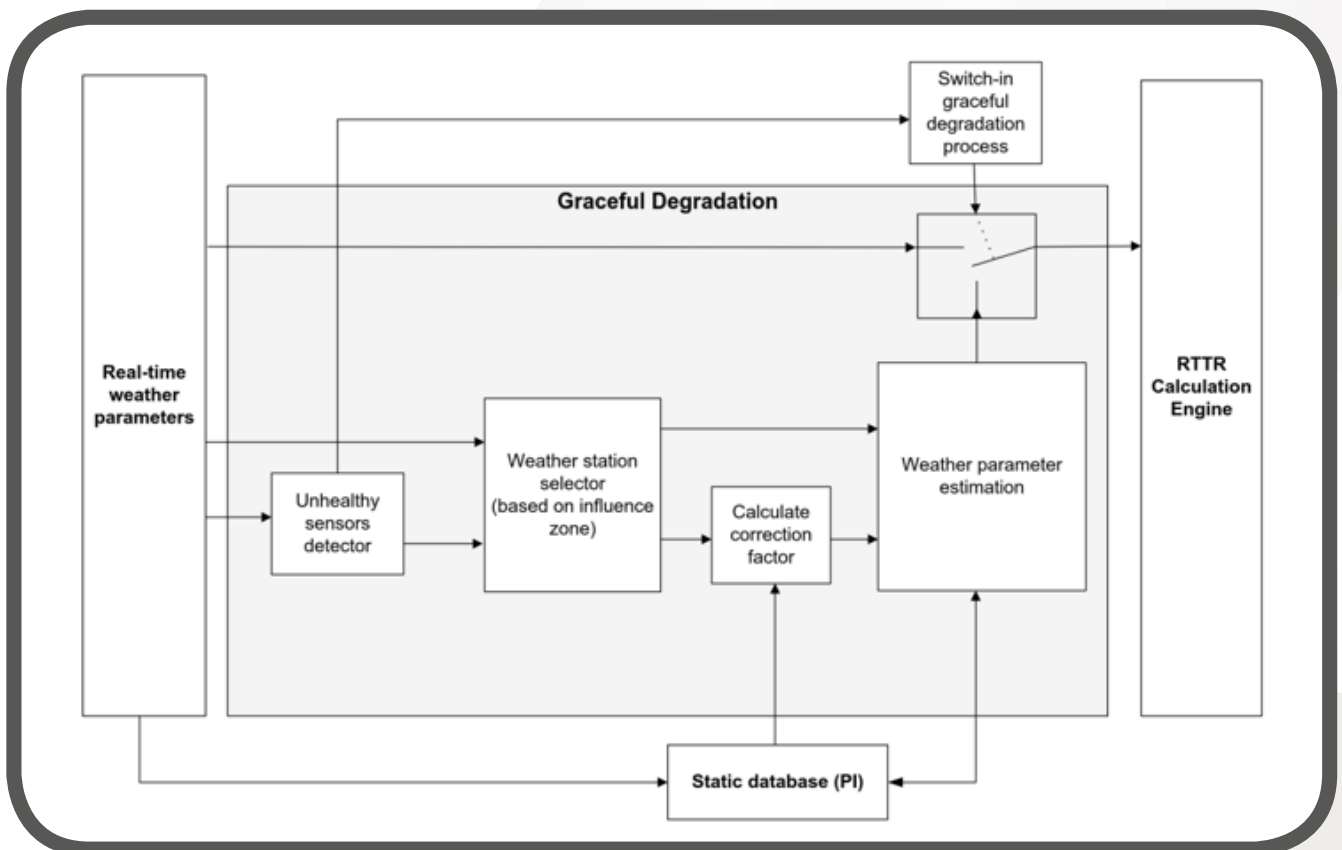 Switch-in
graceful
degradation
process
Graceful Degradation
Real-time
weather
parameters
RTTR
Calculation
Engine
Weather station
selector
(based on influence
zone)
Weather parameter
estimation
Unhealthy
sensors
detector
Calculate
correction
factor
Static database (PI)